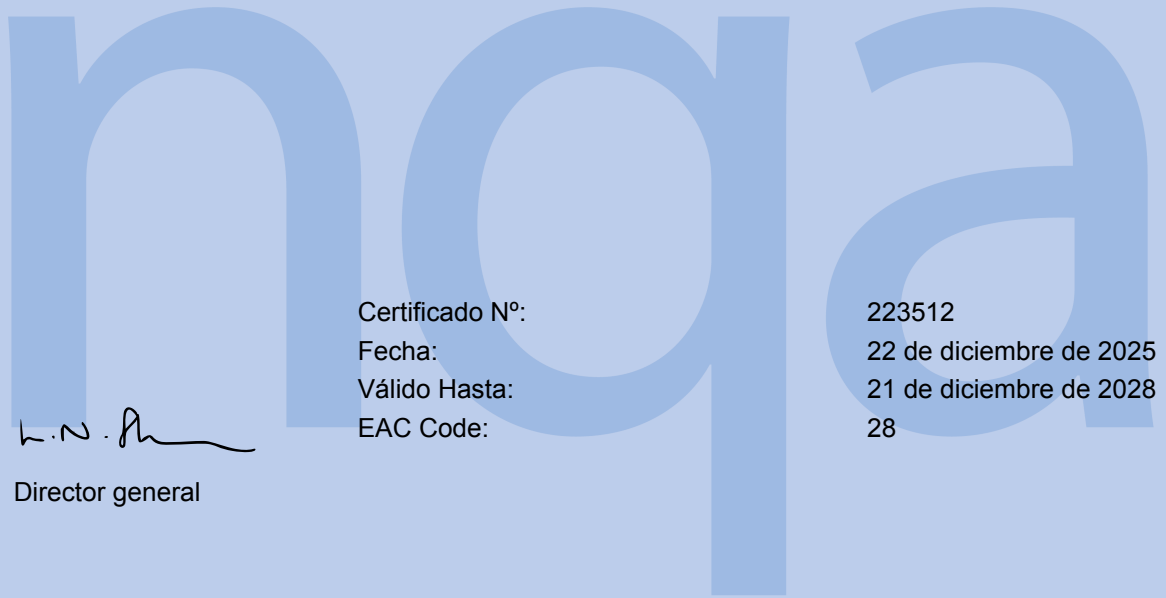 nqa
Certificado Nº: 223512
Fecha: 22 de diciembre de 2025
Válido Hasta: 21 de diciembre de 2028
EAC Code: 28
L.N.
Director general